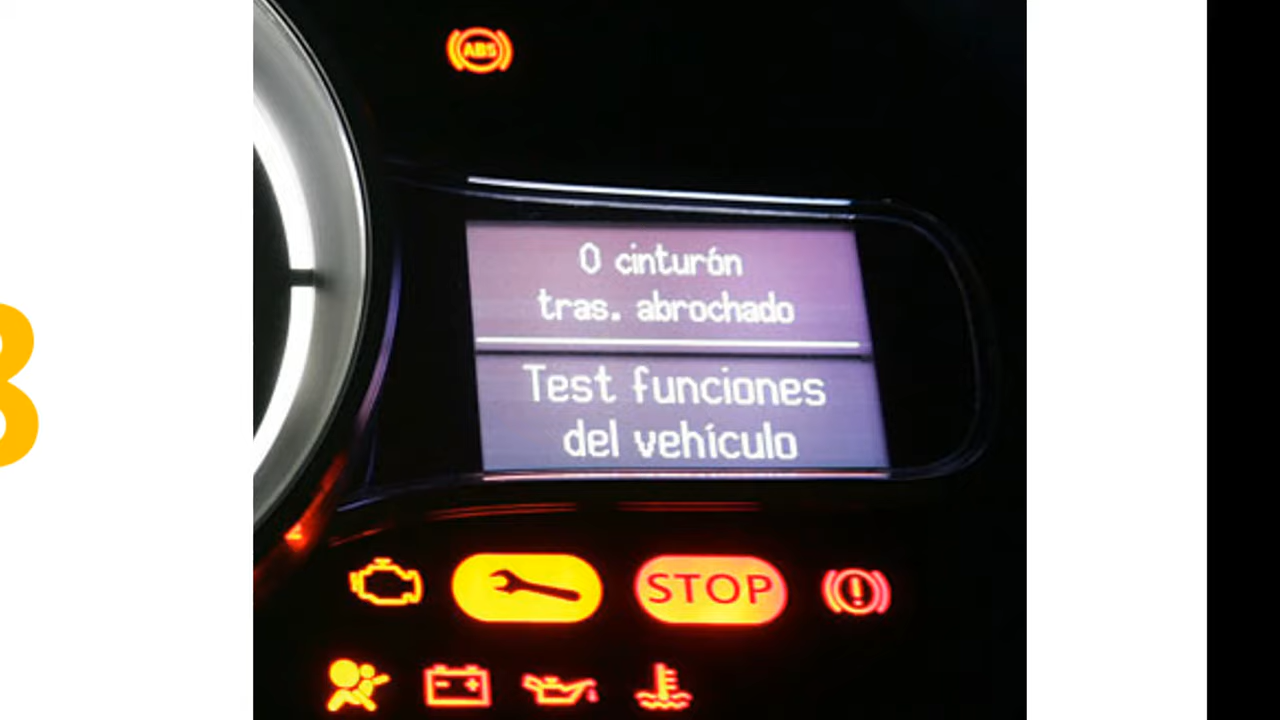 ABS
0 cinturón
tras. abrochado
Test funciones
del vehículo
STOP